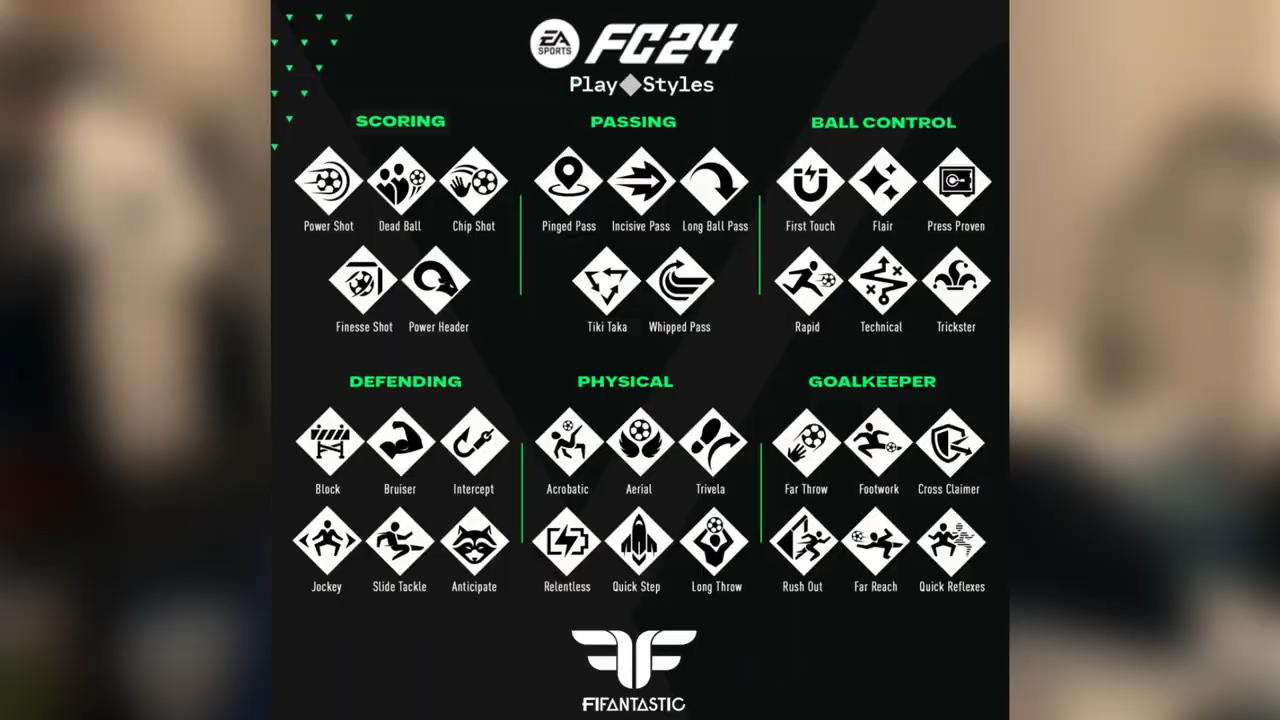 EA SPORTS FC24
Play Styles
SCORING
Power Shot Dead Ball Chip Shot
Finesse Shot Power Header
PASSING
Pinged Pass Incisive Pass Long Ball Pass
Tiki Taka Whipped Pass
BALL CONTROL
First Touch Flair Press Proven
Rapid Technical Trickster
DEFENDING
Block Bruiser Intercept
Jockey Slide Tackle Anticipate
PHYSICAL
Acrobatic Aerial Trivela
Relentless Quick Step Long Throw
GOALKEEPER
Far Throw Footwork Cross Claimer
Rush Out Far Reach Quick Reflexes
FIFANTASTIC